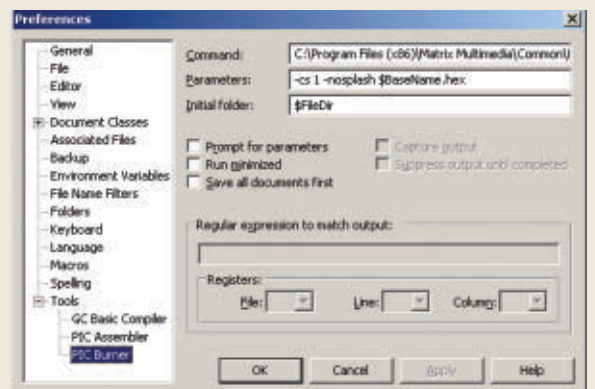 Preferences
General
File
Editor
View
Document Classes
Associated Files
Backup
Environment Variables
File Name Filters
Folders
Keyboard
Language
Macros
Spelling
Tools
GC Basic Compiler
PIC Assembler
PIC Burner
Command: C:\Program Files (x86)\Matrix Multimedia\Common\
Parameters: -cs 1 -nosplash $BaseName.hex
Initial folder: $FileDir
Prompt for parameters
Capture output
Run minimized
Suppress output until completed
Save all documents first
Regular expression to match output:
Registers:
File: Line: Column:
OK Cancel Apply Help